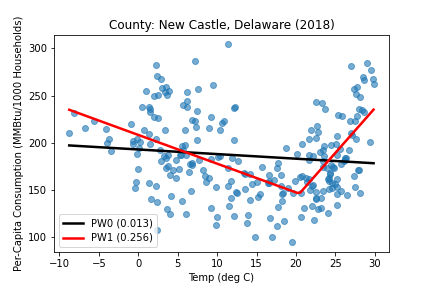 County: New Castle, Delaware (2018)
Per-Capita Consumption (MMBtu/1000 Households)
300
250
200
150
100
PW0 (0.013)
PW1 (0.256)
−10 −5 0 5 10 15 20 25 30
Temp (deg C)